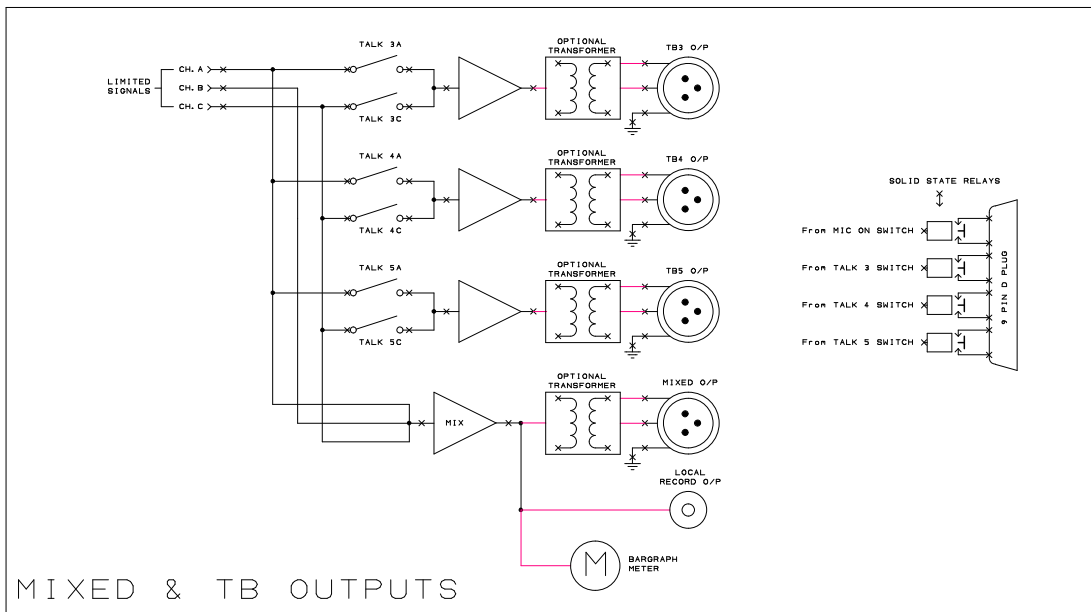 LIMITED
SIGNALS
CH. A
CH. B
CH. C
TALK 3A
TALK 3C
OPTIONAL
TRANSFORMER
TB3 O/P
TALK 4A
TALK 4C
OPTIONAL
TRANSFORMER
TB4 O/P
TALK 5A
TALK 5C
OPTIONAL
TRANSFORMER
TB5 O/P
MIX
OPTIONAL
TRANSFORMER
MIXED O/P
LOCAL
RECORD O/P
M
BARGRAPH
METER
SOLID STATE RELAYS
From MIC ON SWITCH
From TALK 3 SWITCH
From TALK 4 SWITCH
From TALK 5 SWITCH
9 PIN D PLUG
MIXED & TB OUTPUTS